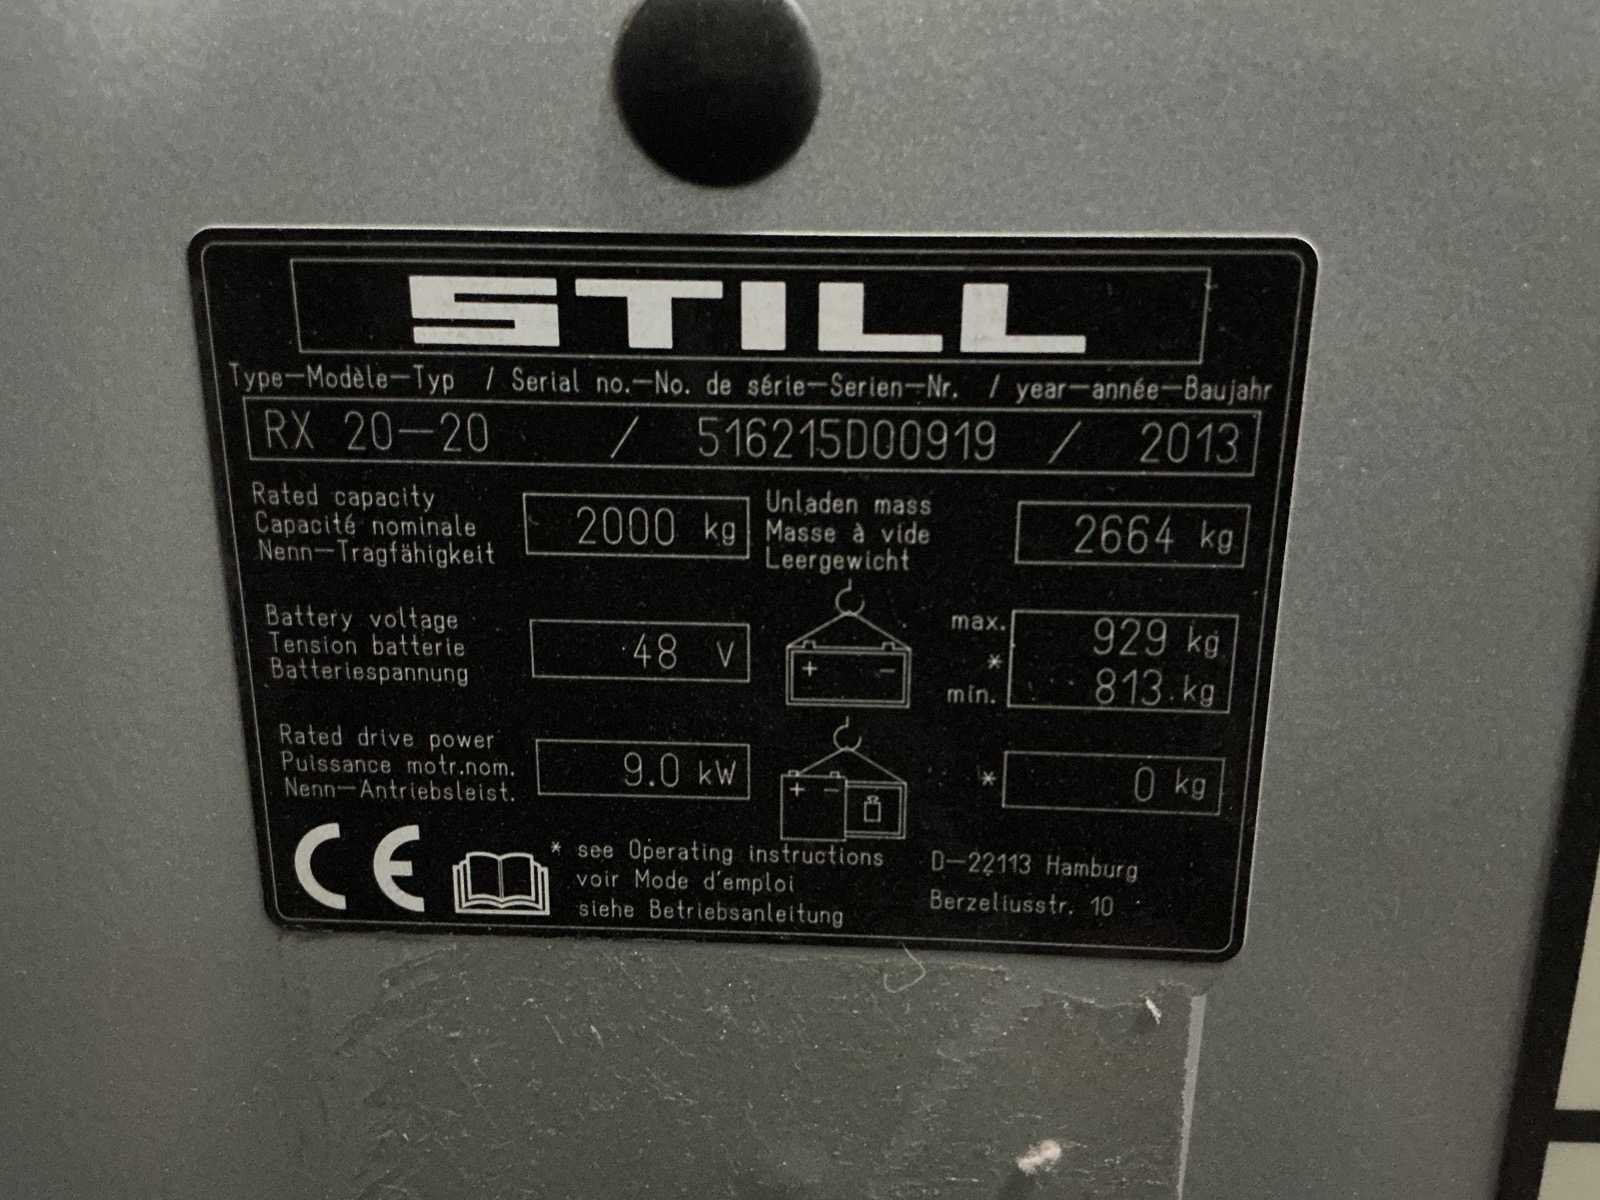 STILL
Type–Modèle–Typ / Serial no.–No. de série–Serien–Nr. / year–année–Baujahr
RX 20–20 / 516215D00919 / 2013
Rated capacity
Capacité nominale
Nenn–Tragfähigkeit
2000 kg
Unladen mass
Masse à vide
Leergewicht
2664 kg
Battery voltage
Tension batterie
Batteriespannung
48 V
+ –
max. 929 kg
*
min. 813 kg
Rated drive power
Puissance motr.nom.
Nenn–Antriebsleist.
9.0 kW
+ –
* 0 kg
CE
* see Operating instructions
voir Mode d'emploi
siehe Betriebsanleitung
D–22113 Hamburg
Berzeliusstr. 10